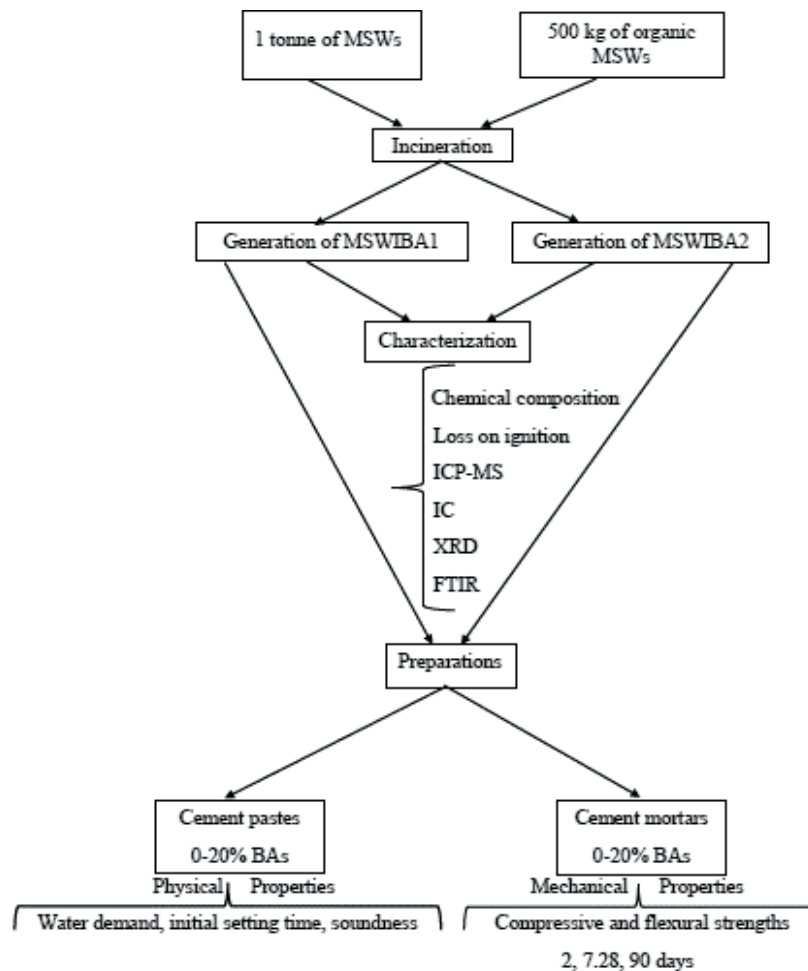 1 tonne of MSWs
500 kg of organic
MSWs
Incineration
Generation of MSWIBA1
Generation of MSWIBA2
Characterization
Chemical composition
Loss on ignition
ICP-MS
IC
XRD
FTIR
Preparations
Cement pastes
0-20% BAs
Cement mortars
0-20% BAs
Physical Properties
Mechanical Properties
Water demand, initial setting time, soundness
Compressive and flexural strengths
2, 7.28, 90 days